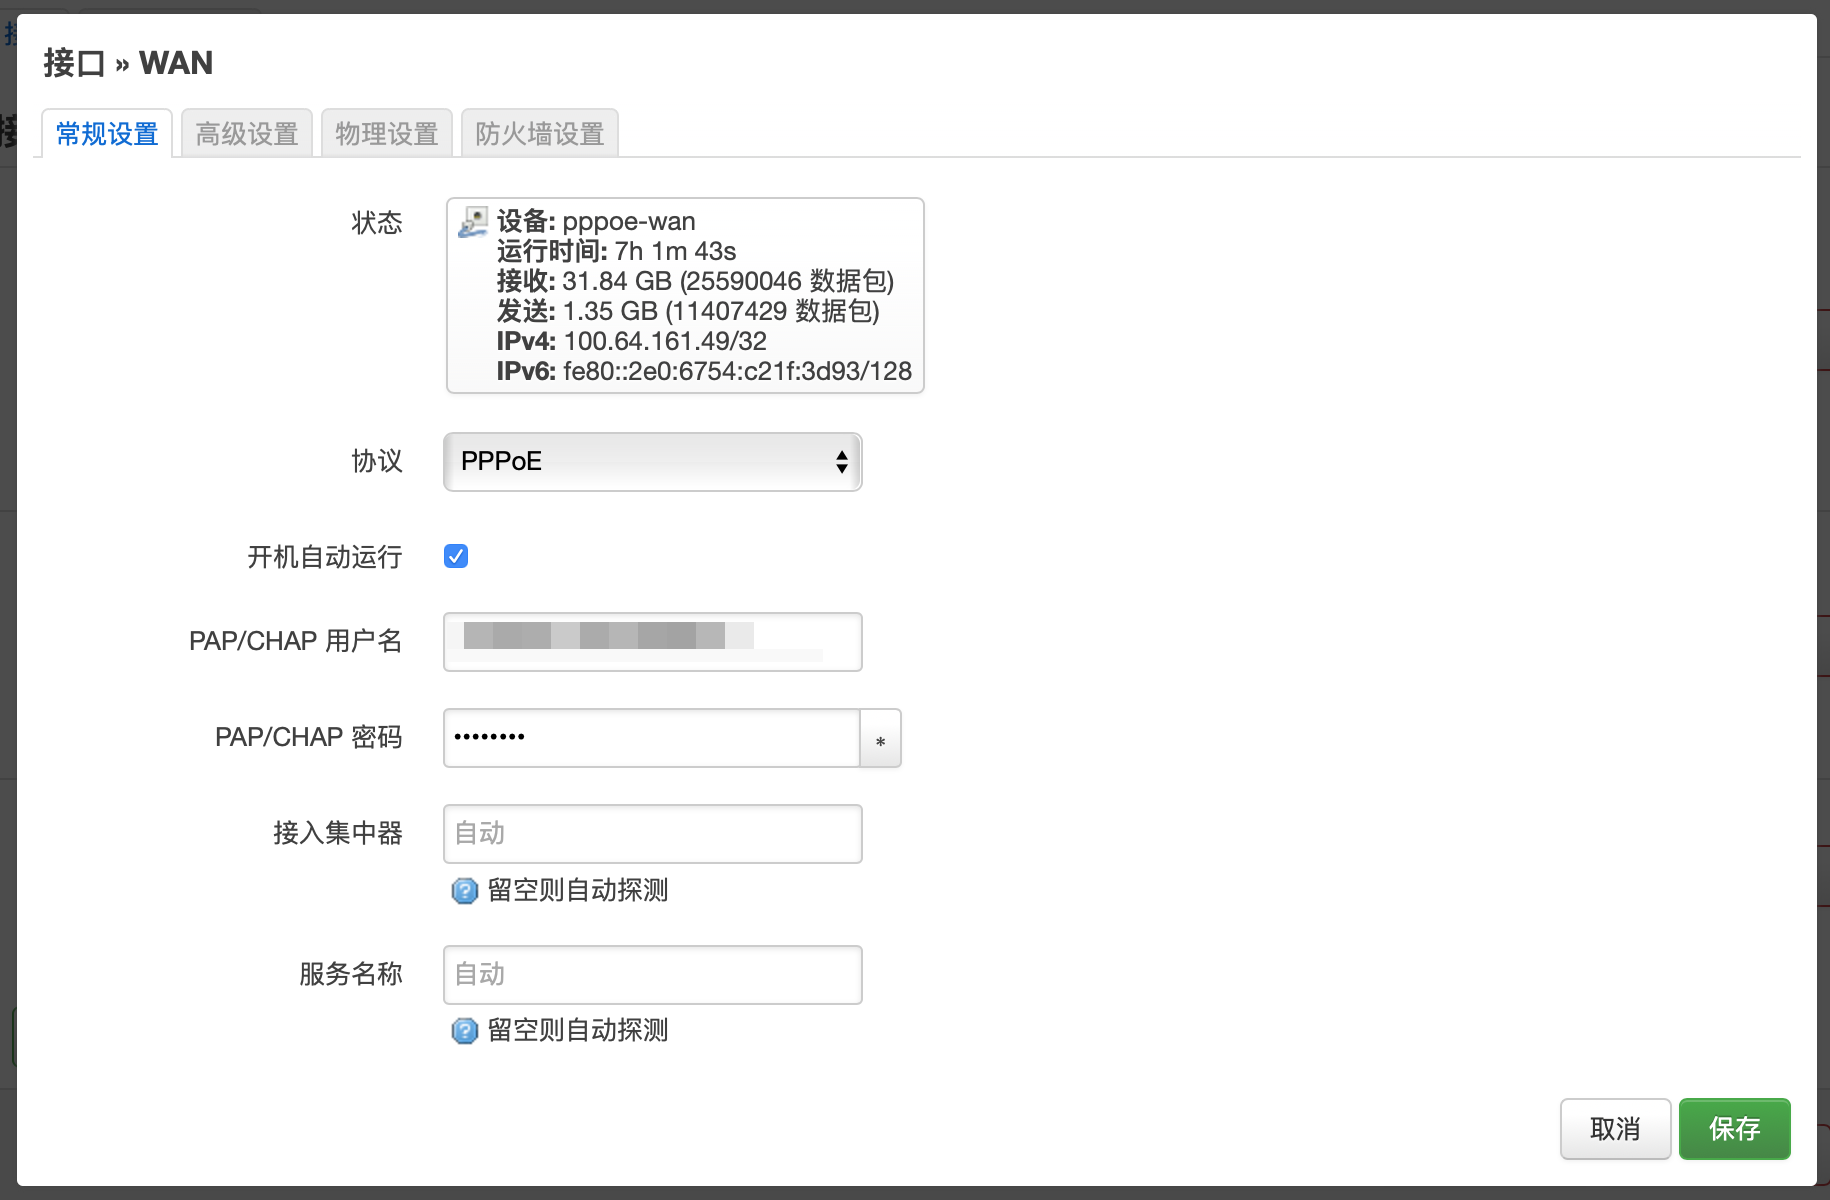 接口 » WAN
常规设置 高级设置 物理设置 防火墙设置
状态
设备: pppoe-wan
运行时间: 7h 1m 43s
接收: 31.84 GB (25590046 数据包)
发送: 1.35 GB (11407429 数据包)
IPv4: 100.64.161.49/32
IPv6: fe80::2e0:6754:c21f:3d93/128
协议 PPPoE
开机自动运行
PAP/CHAP 用户名
PAP/CHAP 密码 •••••••• *
接入集中器 自动
留空则自动探测
服务名称 自动
留空则自动探测
取消 保存